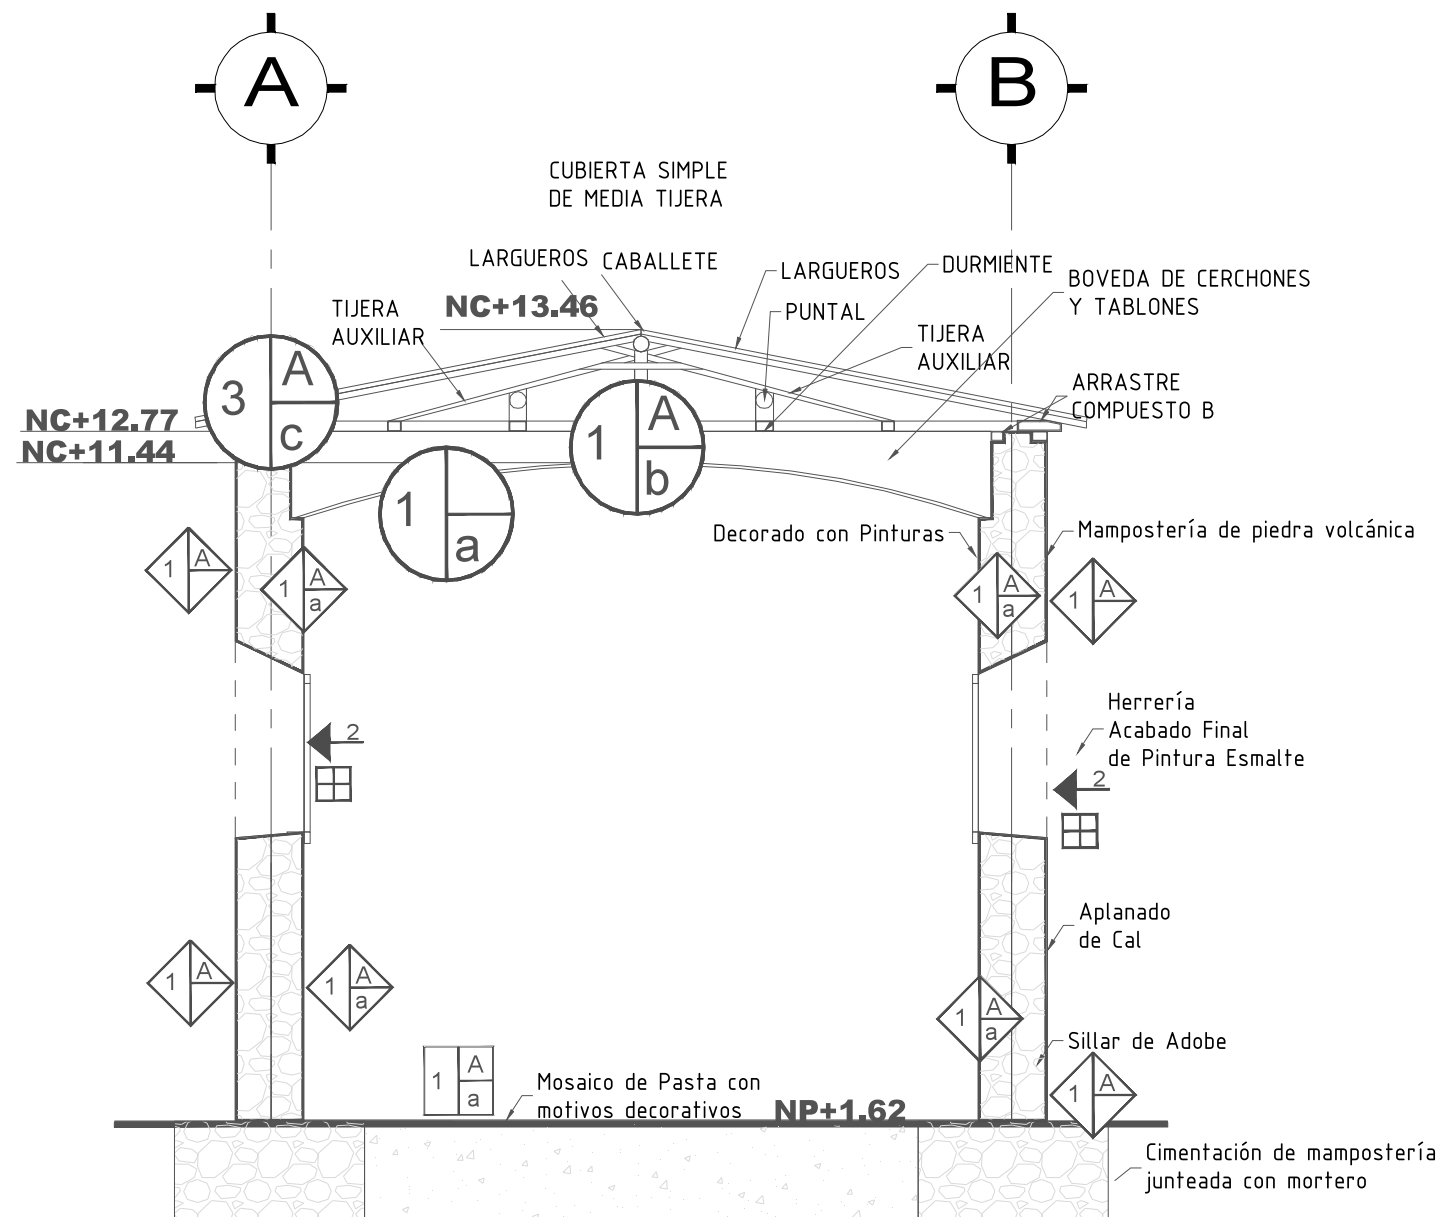 A
B
CUBIERTA SIMPLE
DE MEDIA TIJERA
LARGUEROS
CABALLETE
LARGUEROS
DURMIENTE
BOVEDA DE CERCHONES
Y TABLONES
TIJERA
AUXILIAR
NC+13.46
PUNTAL
TIJERA
AUXILIAR
ARRASTRE
COMPUESTO B
3
A
c
NC+12.77
NC+11.44
1
A
b
1
a
Decorado con Pinturas
Mampostería de piedra volcánica
1
A
1
A
a
1
A
a
1
A
2
Herrería
Acabado Final
de Pintura Esmalte
2
Aplanado
de Cal
1
A
1
A
a
1
A
a
Sillar de Adobe
1
A
a
Mosaico de Pasta con
motivos decorativos
NP+1.62
1
A
Cimentación de mampostería
junteada con mortero